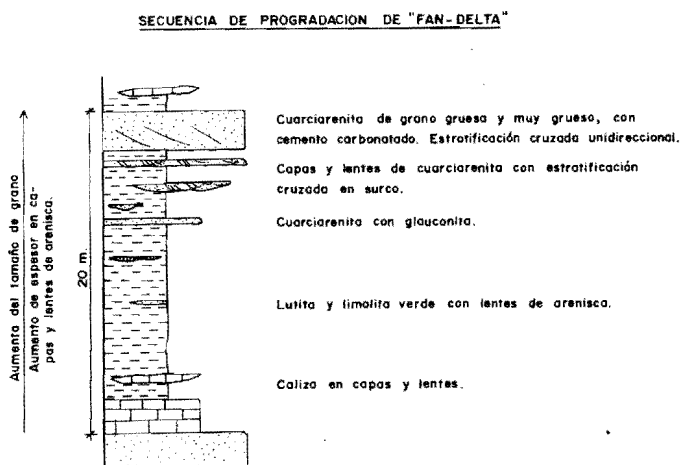 SECUENCIA DE PROGRADACION DE "FAN-DELTA"
Cuarciarenita de grano gruesa y muy grueso, con
cemento carbonatado. Estratificación cruzada unidireccional.
Capas y lentes de cuarciarenita con estratificación
cruzada en surco.
Cuarciarenita con glauconita.
Lutita y limolita verde con lentes de arenisca.
Caliza en capas y lentes.
Aumento del tamaño de grano
Aumento de espesor en ca-
pas y lentes de arenisca.
20 m.